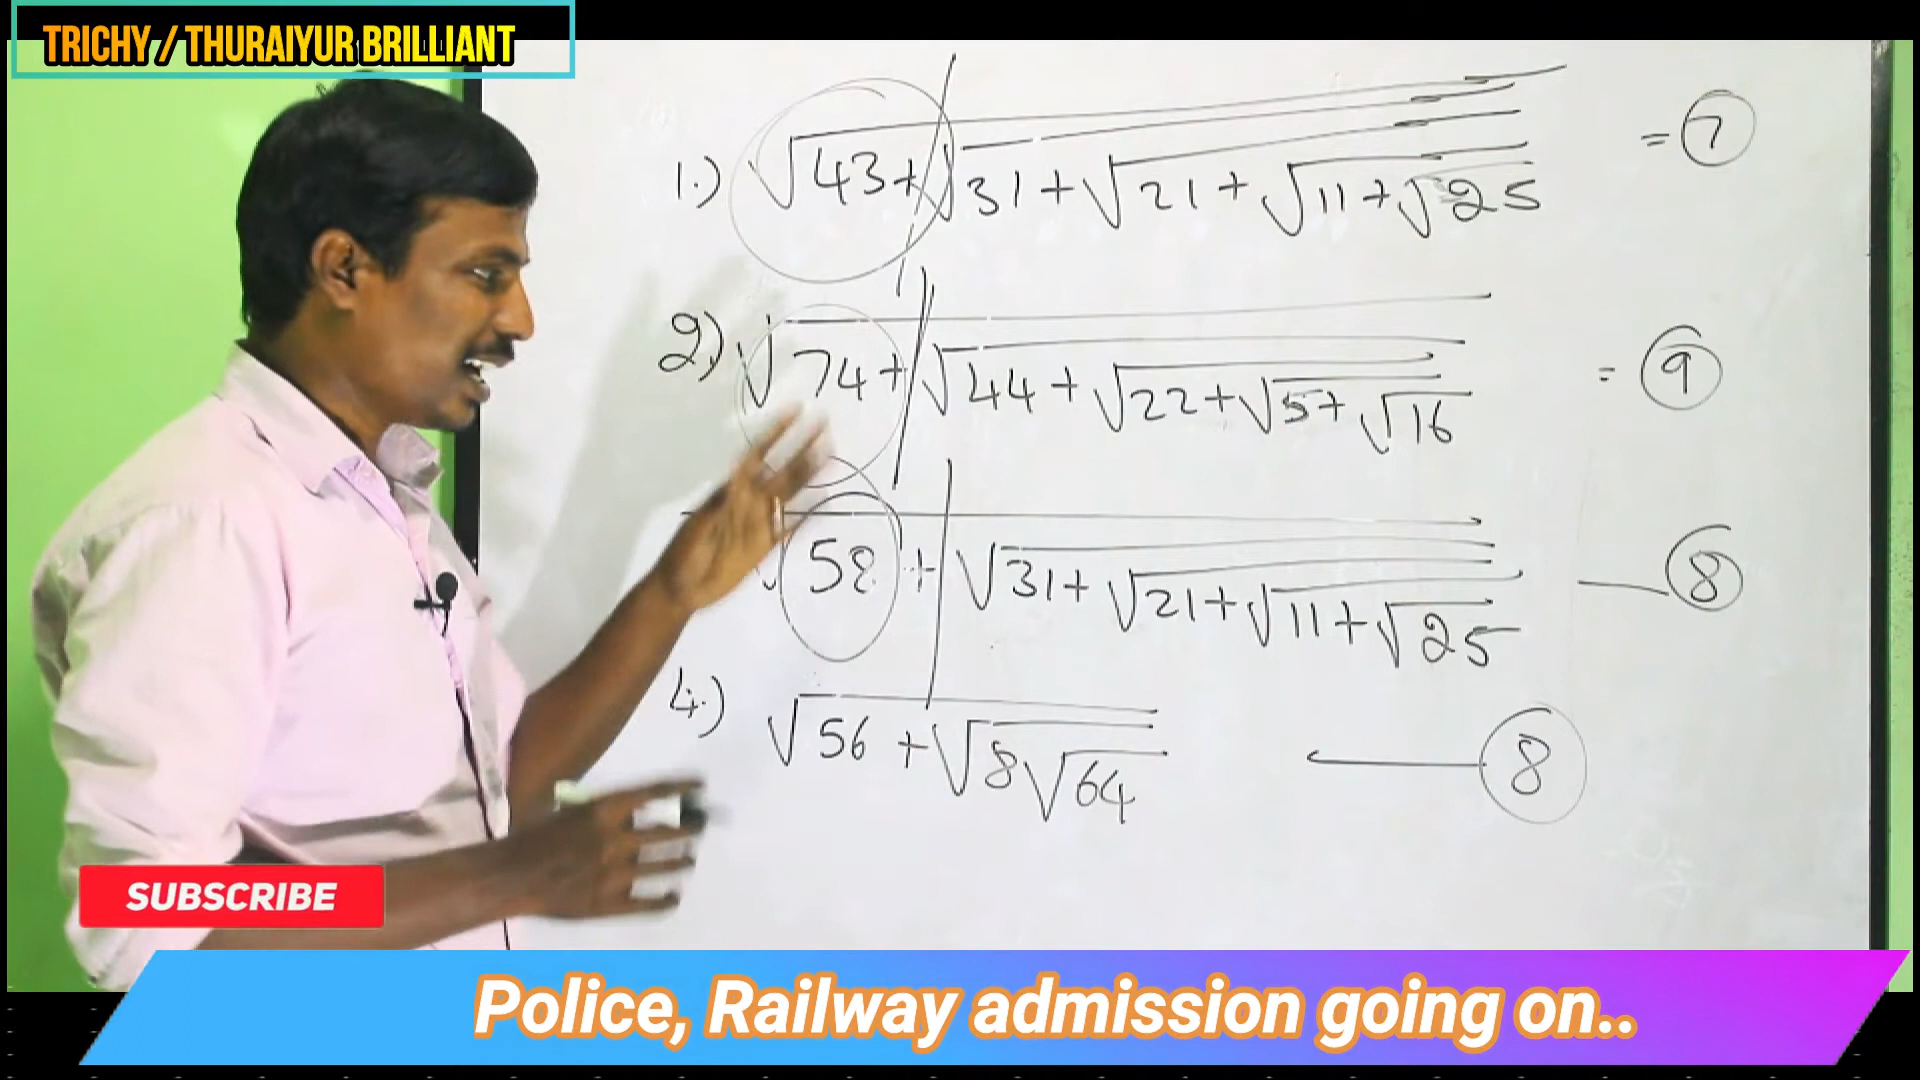 TRICHY / THURAIYUR BRILLIANT
1.) √43+√31+√21+√11+√25 = 7
2) √74+√44+√22+√5+√16 = 9
√58+√31+√21+√11+√25 — 8
4.) √56+√8√64 — 8
SUBSCRIBE
Police, Railway admission going on..